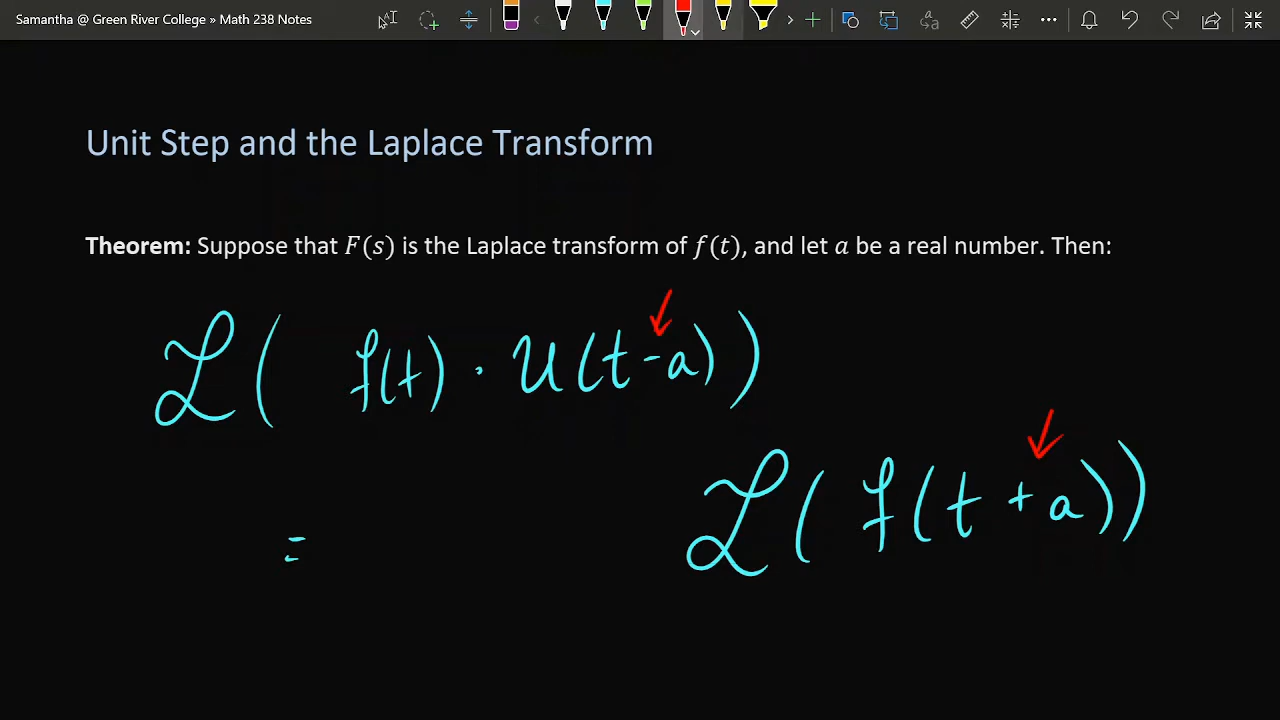 Samantha @ Green River College » Math 238 Notes
Unit Step and the Laplace Transform
Theorem: Suppose that F(s) is the Laplace transform of f(t), and let a be a real number. Then:
ℒ( f(t) · U(t-a))
= ℒ( f(t + a))